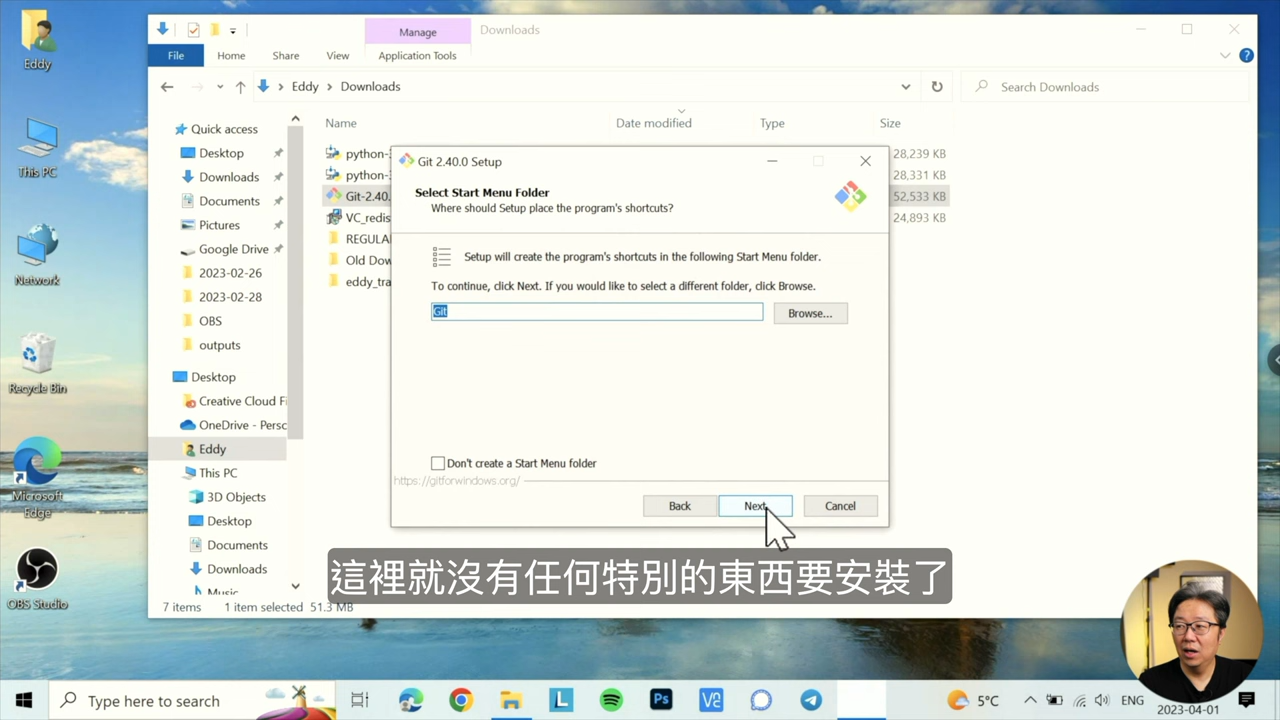 Eddy
This PC
Network
Recycle Bin
Microsoft
Edge
OBS Studio
Manage
Downloads
File
Home
Share
View
Application Tools
Eddy
Downloads
Search Downloads
Quick access
Desktop
Downloads
Documents
Pictures
Google Drive
2023-02-26
2023-02-28
OBS
outputs
Desktop
Creative Cloud Fi
OneDrive - Persc
Eddy
This PC
3D Objects
Desktop
Documents
Downloads
Music
Name
Date modified
Type
Size
python-
28,239 KB
python-
28,331 KB
Git-2.40.
52,533 KB
VC_redis
24,893 KB
REGULA
Old Dow
eddy_tra
Git 2.40.0 Setup
Select Start Menu Folder
Where should Setup place the program's shortcuts?
Setup will create the program's shortcuts in the following Start Menu folder.
To continue, click Next. If you would like to select a different folder, click Browse.
Git
Browse...
Don't create a Start Menu folder
https://gitforwindows.org/
Back
Next
Cancel
這裡就沒有任何特別的東西要安裝了
7 items
1 item selected
51.3 MB
Type here to search
L
Ps
5°C
ENG
2023-04-01